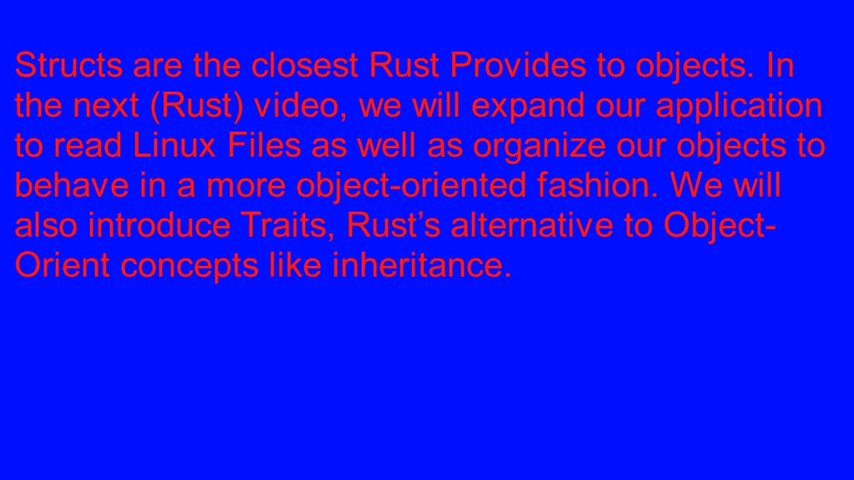 Structs are the closest Rust Provides to objects. In
the next (Rust) video, we will expand our application
to read Linux Files as well as organize our objects to
behave in a more object-oriented fashion. We will
also introduce Traits, Rust’s alternative to Object-
Orient concepts like inheritance.